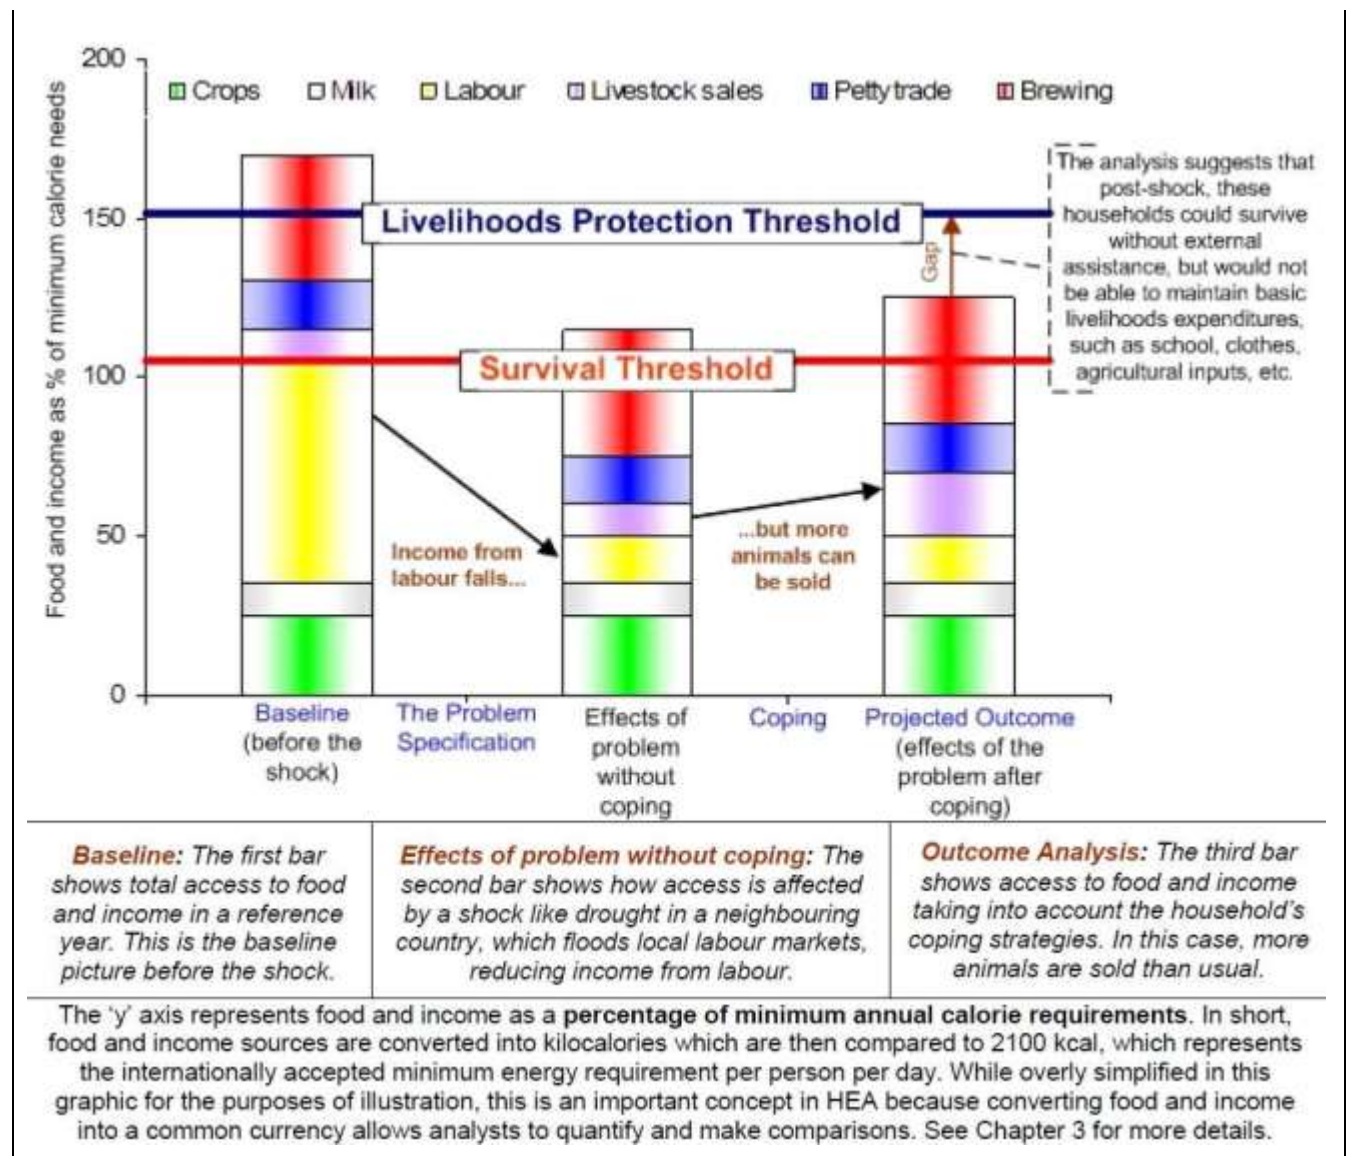 Food and income as % of minimum calorie needs
200
150
100
50
0
Crops Milk Labour Livestock sales Petty trade Brewing
Livelihoods Protection Threshold
Survival Threshold
Gap
The analysis suggests that
post-shock, these
households could survive
without external
assistance, but would not
be able to maintain basic
livelihoods expenditures,
such as school, clothes,
agricultural inputs, etc.
Income from
labour falls...
...but more
animals can
be sold
Baseline
(before the
shock)
The Problem
Specification
Effects of
problem
without
coping
Coping
Projected Outcome
(effects of the
problem after
coping)
Baseline: The first bar
shows total access to food
and income in a reference
year. This is the baseline
picture before the shock.
Effects of problem without coping: The
second bar shows how access is affected
by a shock like drought in a neighbouring
country, which floods local labour markets,
reducing income from labour.
Outcome Analysis: The third bar
shows access to food and income
taking into account the household's
coping strategies. In this case, more
animals are sold than usual.
The 'y' axis represents food and income as a percentage of minimum annual calorie requirements. In short,
food and income sources are converted into kilocalories which are then compared to 2100 kcal, which represents
the internationally accepted minimum energy requirement per person per day. While overly simplified in this
graphic for the purposes of illustration, this is an important concept in HEA because converting food and income
into a common currency allows analysts to quantify and make comparisons. See Chapter 3 for more details.